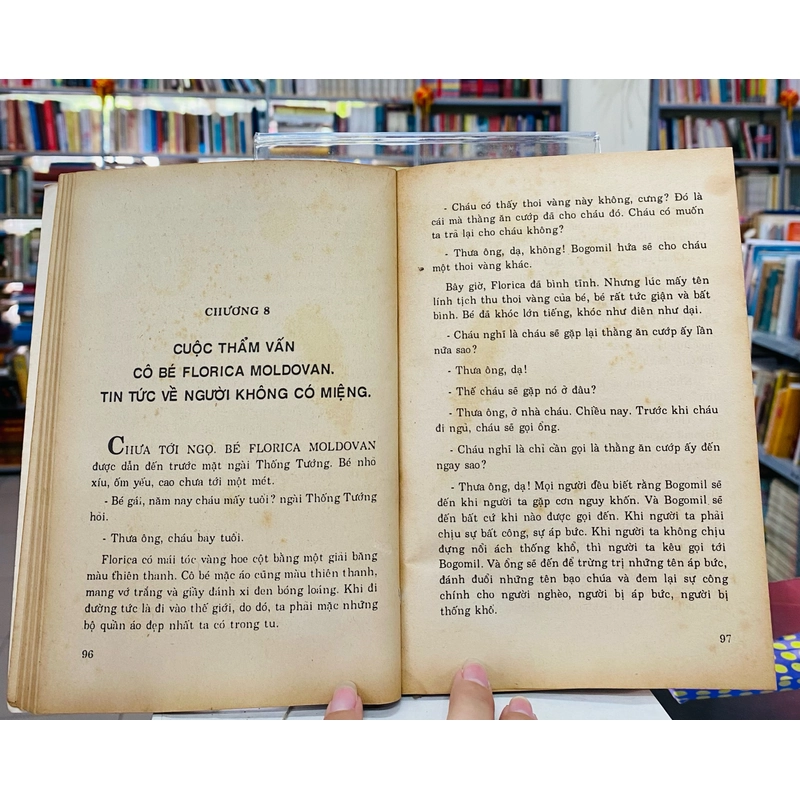 CHƯƠNG 8
CUỘC THẨM VẤN
CÔ BÉ FLORICA MOLDOVAN.
TIN TỨC VỀ NGƯỜI KHÔNG CÓ MIỆNG.
CHƯA TỚI NGỌ. BÉ FLORICA MOLDOVAN
được dẫn đến trước mặt ngài Thống Tướng. Bé nhỏ
xíu, ốm yếu, cao chưa tới một mét.
- Bé gái, năm nay cháu mấy tuổi? ngài Thống Tướng
hỏi.
- Thưa ông, cháu bảy tuổi.
Florica có mái tóc vàng hoe cột bằng một giải băng
màu thiên thanh. Cô bé mặc áo cũng màu thiên thanh,
mang vớ trắng và giầy đánh xi đen bóng loáng. Khi đi
đường tức là đi vào thế giới, do đó, ta phải mặc những
bộ quần áo đẹp nhất ta có trong tu.
96
- Cháu có thấy thoi vàng này không, cưng? Đó là
cái mà thằng ăn cướp đã cho cháu đó. Cháu có muốn
ta trả lại cho cháu không?
- Thưa ông, dạ, không! Bogomil hứa sẽ cho cháu
một thoi vàng khác.
Bây giờ, Florica đã bình tĩnh. Nhưng lúc mấy tên
lính tịch thu thoi vàng của bé, bé rất tức giận và bất
bình. Bé đã khóc lớn tiếng, khóc như điên như dại.
- Cháu nghĩ là cháu sẽ gặp lại thằng ăn cướp ấy lần
nữa sao?
- Thưa ông, dạ!
- Thế cháu sẽ gặp nó ở đâu?
- Thưa ông, ở nhà cháu. Chiều nay. Trước khi cháu
đi ngủ, cháu sẽ gọi ổng.
- Cháu nghĩ là chỉ cần gọi là thằng ăn cướp ấy đến
ngay sao?
- Thưa ông, dạ! Mọi người đều biết rằng Bogomil sẽ
đến khi người ta gặp cơn nguy khốn. Và Bogomil sẽ
đến bất cứ khi nào được gọi đến. Khi người ta phải
chịu sự bất công, sự áp bức. Khi người ta không chịu
đựng nổi ách thống khổ, thì người ta kêu gọi tới
Bogomil. Và ổng sẽ đến để trừng trị những tên áp bức,
đánh đuổi những tên bạo chúa và đem lại sự công
chính cho người nghèo, người bị áp bức, người bị
thống khổ.
97